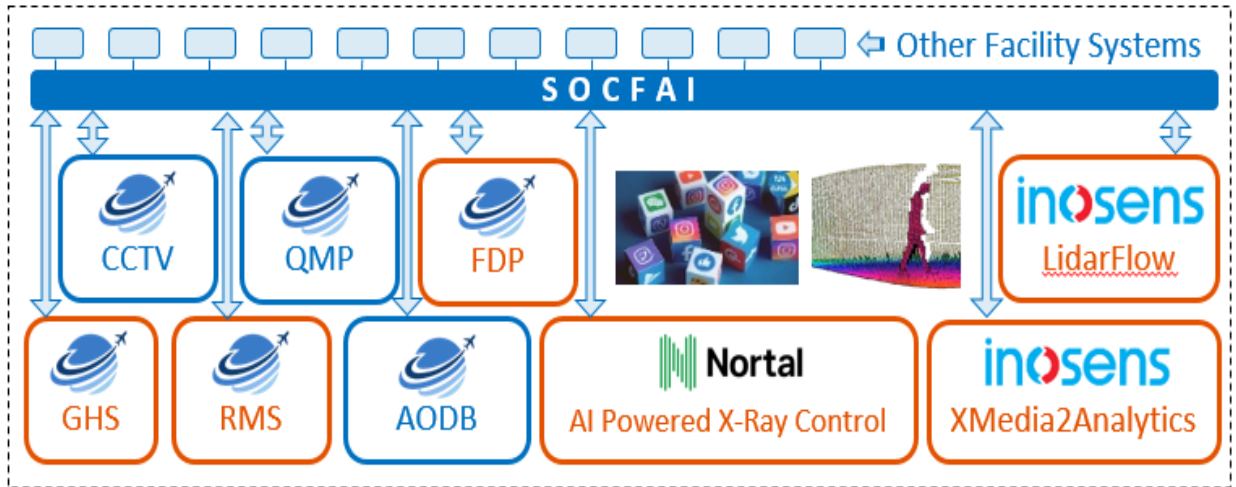 Other Facility Systems
SOCFAI
CCTV
QMP
FDP
inosens
LidarFlow
GHS
RMS
AODB
Nortal
AI Powered X-Ray Control
inosens
XMedia2Analytics